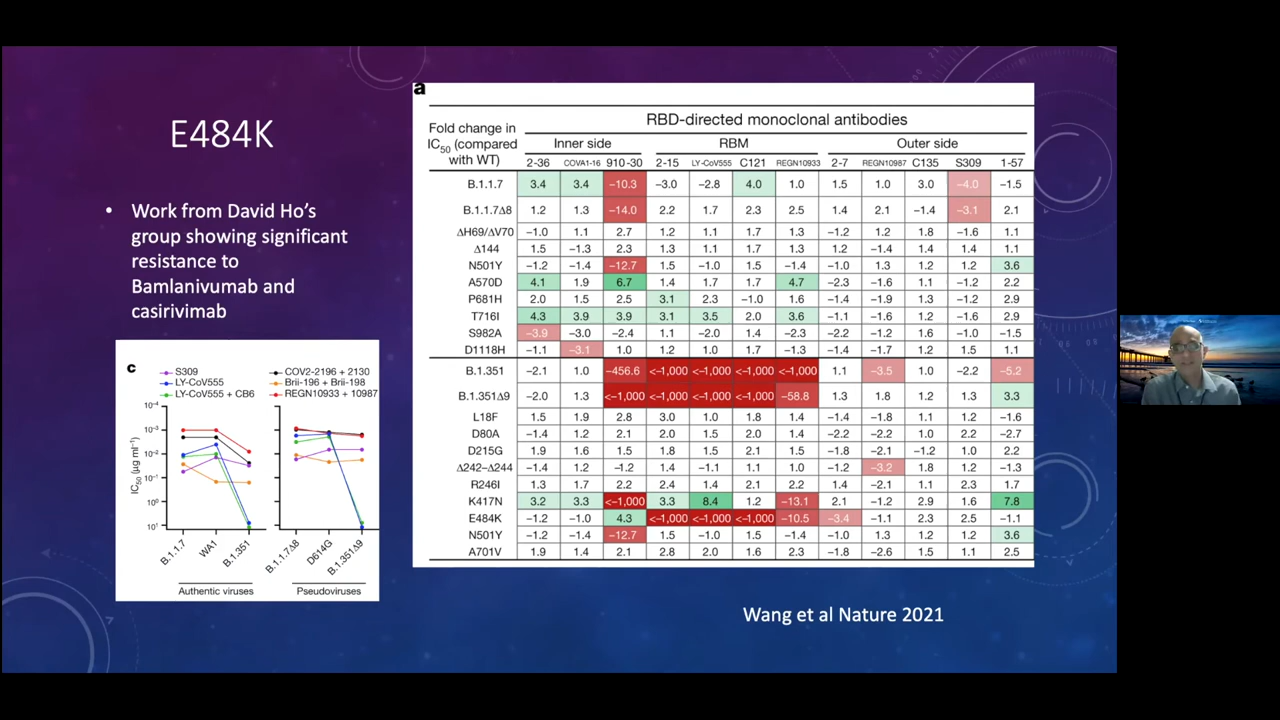 E484K
• Work from David Ho's
group showing significant
resistance to
Bamlanivumab and
casirivimab
c
S309
LY-CoV555
LY-CoV555 + CB6
COV2-2196 + 2130
Brii-196 + Brii-198
REGN10933 + 10987
IC50 (µg ml−1)
10−4
10−3
10−2
10−1
100
101
B.1.1.7
WA1
B.1.351
B.1.1.7Δ8
D614G
B.1.351Δ9
Authentic viruses
Pseudoviruses
a
Fold change in
IC50 (compared
with WT)
RBD-directed monoclonal antibodies
Inner side RBM Outer side
2-36 COVA1-16 910-30 2-15 LY-CoV555 C121 REGN10933 2-7 REGN10987 C135 S309 1-57
B.1.1.7 3.4 3.4 −10.3 −3.0 −2.8 4.0 1.0 1.5 1.0 3.0 −4.0 −1.5
B.1.1.7Δ8 1.2 1.3 −14.0 2.2 1.7 2.3 2.5 1.4 2.1 −1.4 −3.1 2.1
ΔH69/ΔV70 −1.0 1.1 2.7 1.2 1.1 1.7 1.3 −1.2 1.2 1.8 −1.6 1.1
Δ144 1.5 −1.3 2.3 1.3 1.1 1.7 1.3 1.2 −1.4 1.4 1.4 1.1
N501Y −1.2 −1.4 −12.7 1.5 −1.0 1.5 −1.4 −1.0 1.3 1.2 1.2 3.6
A570D 4.1 1.9 6.7 1.4 1.7 1.7 4.7 −2.3 −1.6 1.1 −1.2 2.2
P681H 2.0 1.5 2.5 3.1 2.3 −1.0 1.6 −1.4 −1.9 1.3 −1.2 2.9
T716I 4.3 3.9 3.9 3.1 3.5 2.0 3.6 −1.1 −1.6 1.2 −1.6 2.9
S982A −3.9 −3.0 −2.4 1.1 −2.0 1.4 −2.3 −2.2 −1.2 1.6 −1.0 −1.5
D1118H −1.1 −3.1 1.0 1.2 1.0 1.7 −1.3 −1.4 −1.7 1.2 1.5 1.1
B.1.351 −2.1 1.0 −456.6 <−1,000 <−1,000 <−1,000 <−1,000 1.1 −3.5 1.0 −2.2 −5.2
B.1.351Δ9 −2.0 1.3 <−1,000 <−1,000 <−1,000 <−1,000 −58.8 1.3 1.8 1.2 1.3 3.3
L18F 1.5 1.9 2.8 3.0 1.0 1.8 1.4 −1.4 −1.8 1.1 1.2 −1.6
D80A −1.4 1.2 2.1 2.0 1.5 2.0 1.4 −2.2 −2.2 1.2 2.2 −2.7
D215G 1.9 1.6 1.5 1.8 1.5 2.1 1.5 −1.8 −2.1 −1.2 1.0 2.2
Δ242–Δ244 −1.4 1.2 −1.2 1.4 −1.1 1.1 1.0 −1.2 −3.2 1.8 1.2 −1.3
R246I 1.3 1.7 2.2 2.4 1.4 2.1 2.2 1.4 −2.1 1.1 2.3 1.7
K417N 3.2 3.3 <−1,000 3.3 8.4 1.2 −13.1 2.1 −1.2 2.9 1.6 7.8
E484K −1.2 −1.0 4.3 <−1,000 <−1,000 <−1,000 −10.5 −3.4 −1.1 2.3 2.5 −1.1
N501Y −1.2 −1.4 −12.7 1.5 −1.0 1.5 −1.4 −1.0 1.3 1.2 1.2 3.6
A701V 1.9 1.4 2.1 2.8 2.0 1.6 2.3 −1.8 −2.6 1.5 1.1 2.5
Wang et al Nature 2021